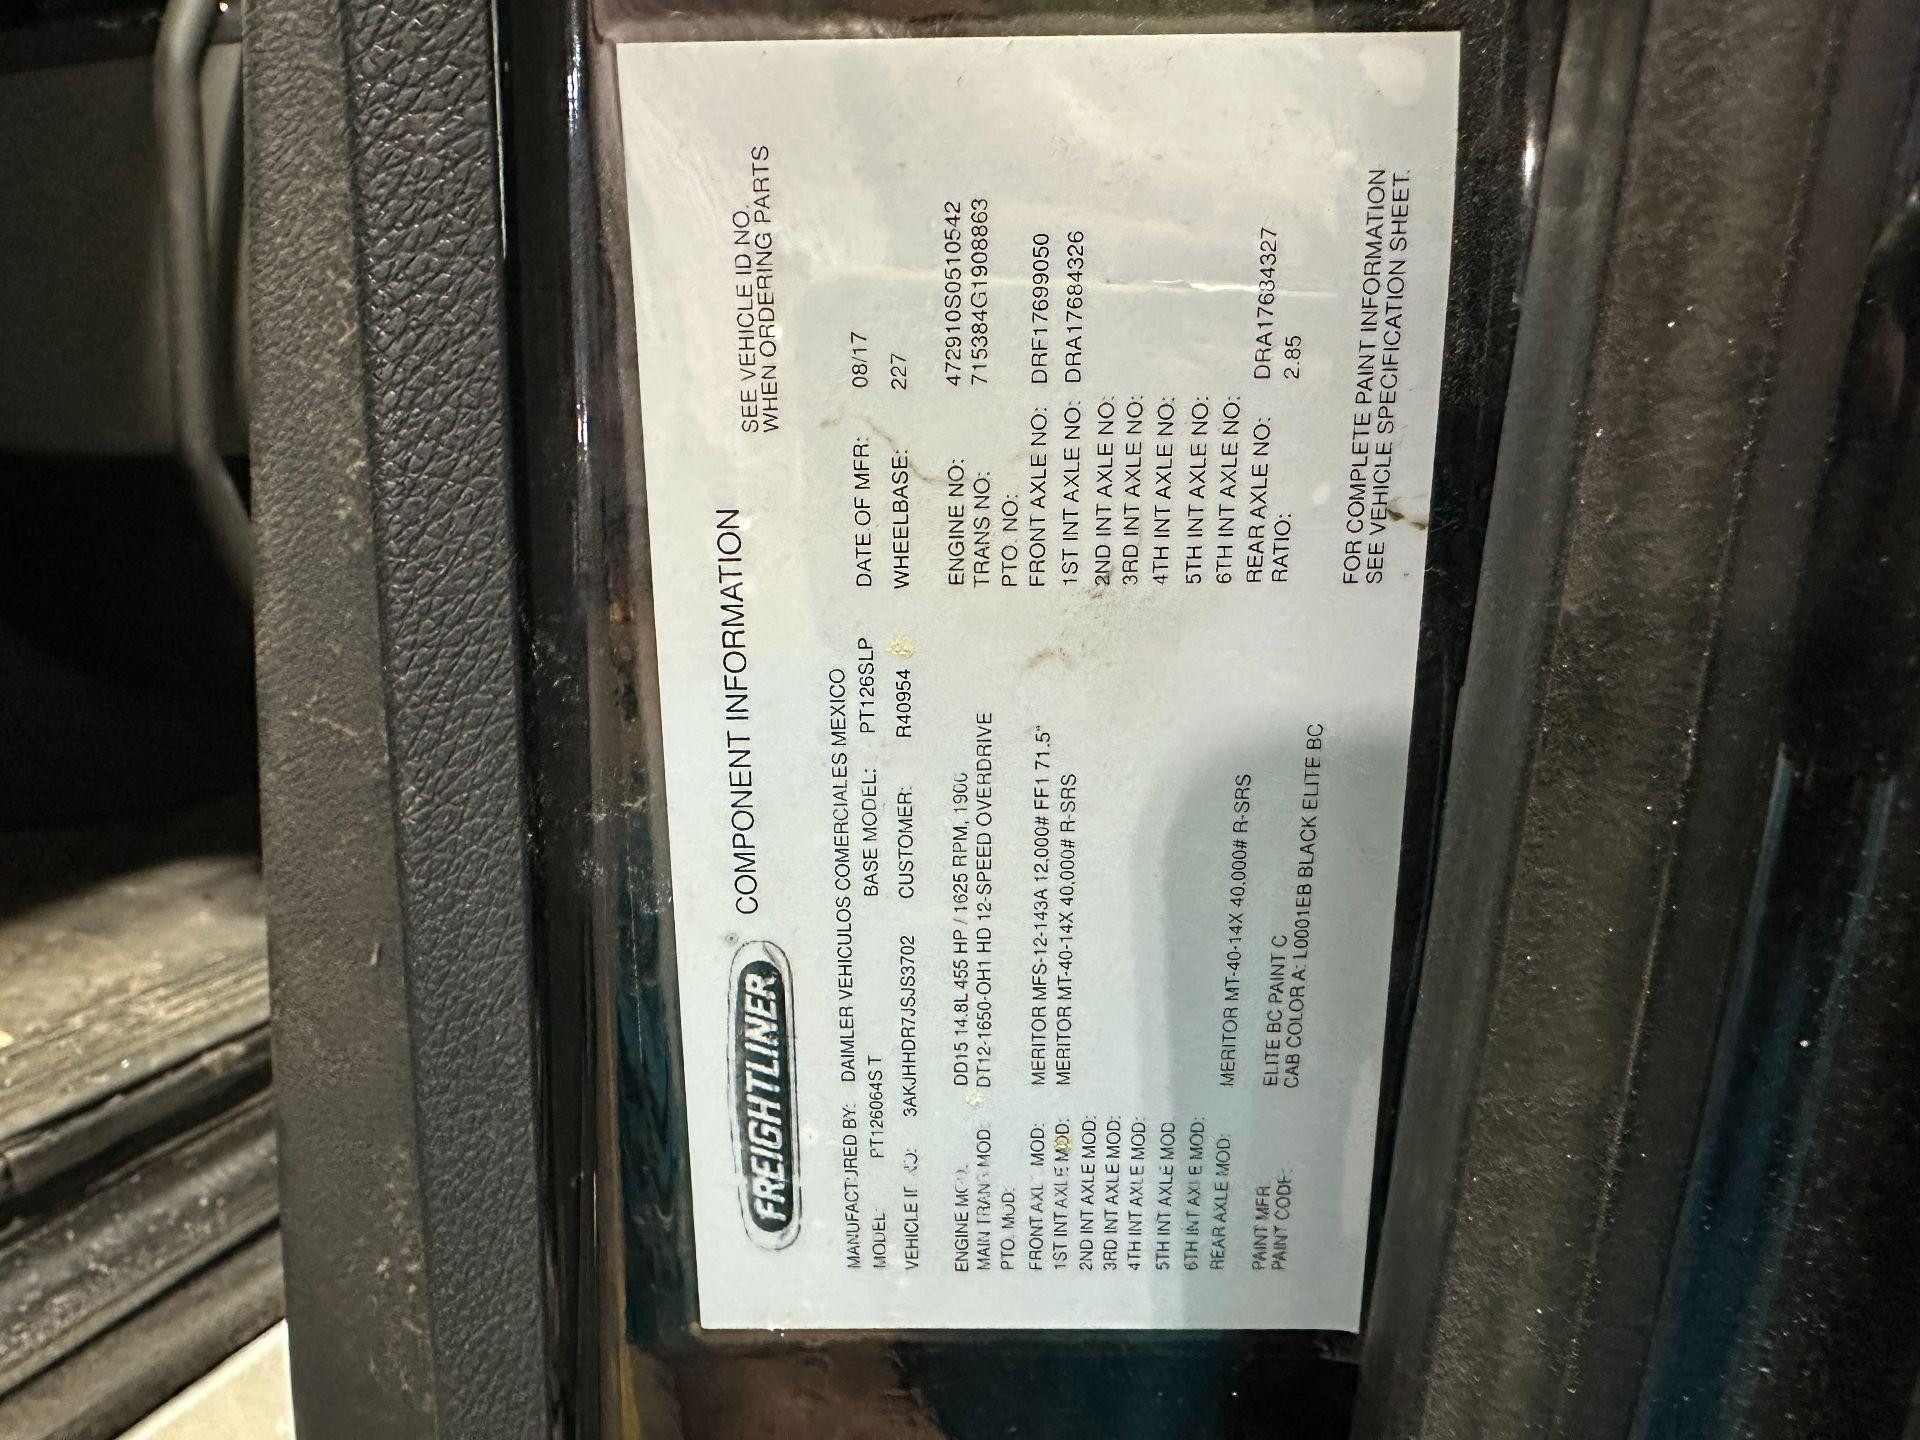 FREIGHTLINER COMPONENT INFORMATION
SEE VEHICLE ID NO.
WHEN ORDERING PARTS
MANUFACTURED BY: DAIMLER VEHICULOS COMERCIALES MEXICO
MODEL PT126064S T BASE MODEL: PT126SLP DATE OF MFR: 08/17
VEHICLE ID NO: 3AKJHHDR7JSJS3702 CUSTOMER: R40954 WHEELBASE: 227
ENGINE MOD. DD15 14.8L 455 HP / 1625 RPM, 1900 ENGINE NO: 472910S0510542
MAIN TRANS MOD: DT12-1650-OH1 HD 12-SPEED OVERDRIVE TRANS NO: 715384G1908863
PTO. MOD: PTO. NO:
FRONT AXLE MOD: MERITOR MFS-12-143A 12,000# FF1 71.5" FRONT AXLE NO: DRF17699050
1ST INT AXLE MOD: MERITOR MT-40-14X 40,000# R-SRS 1ST INT AXLE NO: DRA17684326
2ND INT AXLE MOD: 2ND INT AXLE NO:
3RD INT AXLE MOD: 3RD INT AXLE NO:
4TH INT AXLE MOD: 4TH INT AXLE NO:
5TH INT AXLE MOD 5TH INT AXLE NO:
6TH INT AXLE MOD: 6TH INT AXLE NO:
REAR AXLE MOD: MERITOR MT-40-14X 40,000# R-SRS REAR AXLE NO: DRA17684327
RATIO: 2.85
PAINT MFR ELITE BC PAINT C
PAINT CODE: CAB COLOR A: L0001EB BLACK ELITE BC
FOR COMPLETE PAINT INFORMATION
SEE VEHICLE SPECIFICATION SHEET.